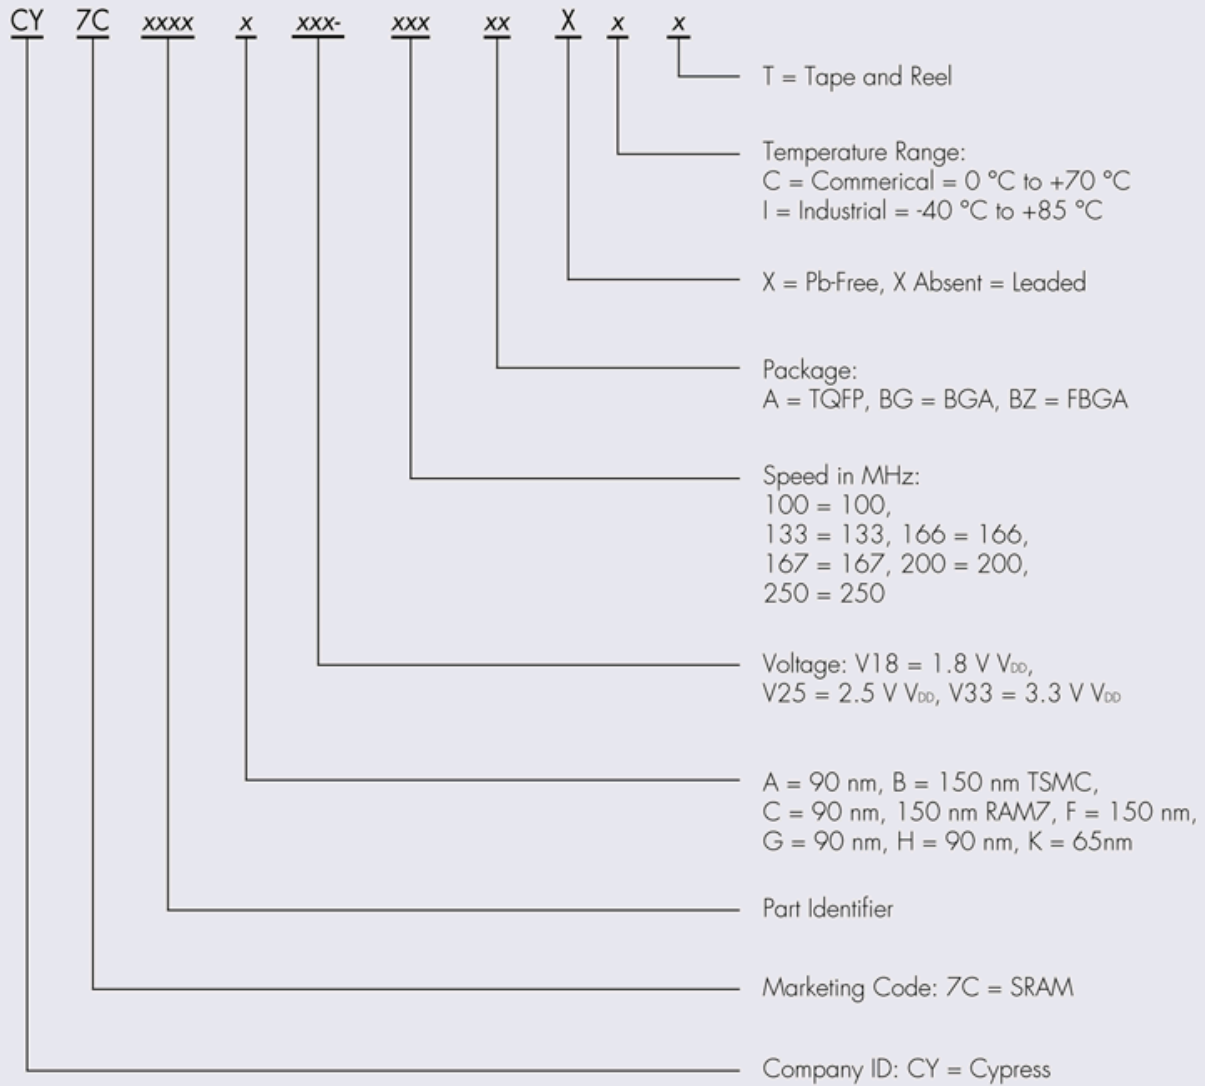 CY 7C xxxx x xxx- xxx xx X x x
T = Tape and Reel
Temperature Range:
C = Commerical = 0 °C to +70 °C
I = Industrial = -40 °C to +85 °C
X = Pb-Free, X Absent = Leaded
Package:
A = TQFP, BG = BGA, BZ = FBGA
Speed in MHz:
100 = 100,
133 = 133, 166 = 166,
167 = 167, 200 = 200,
250 = 250
Voltage: V18 = 1.8 V VDD,
V25 = 2.5 V VDD, V33 = 3.3 V VDD
A = 90 nm, B = 150 nm TSMC,
C = 90 nm, 150 nm RAM7, F = 150 nm,
G = 90 nm, H = 90 nm, K = 65nm
Part Identifier
Marketing Code: 7C = SRAM
Company ID: CY = Cypress